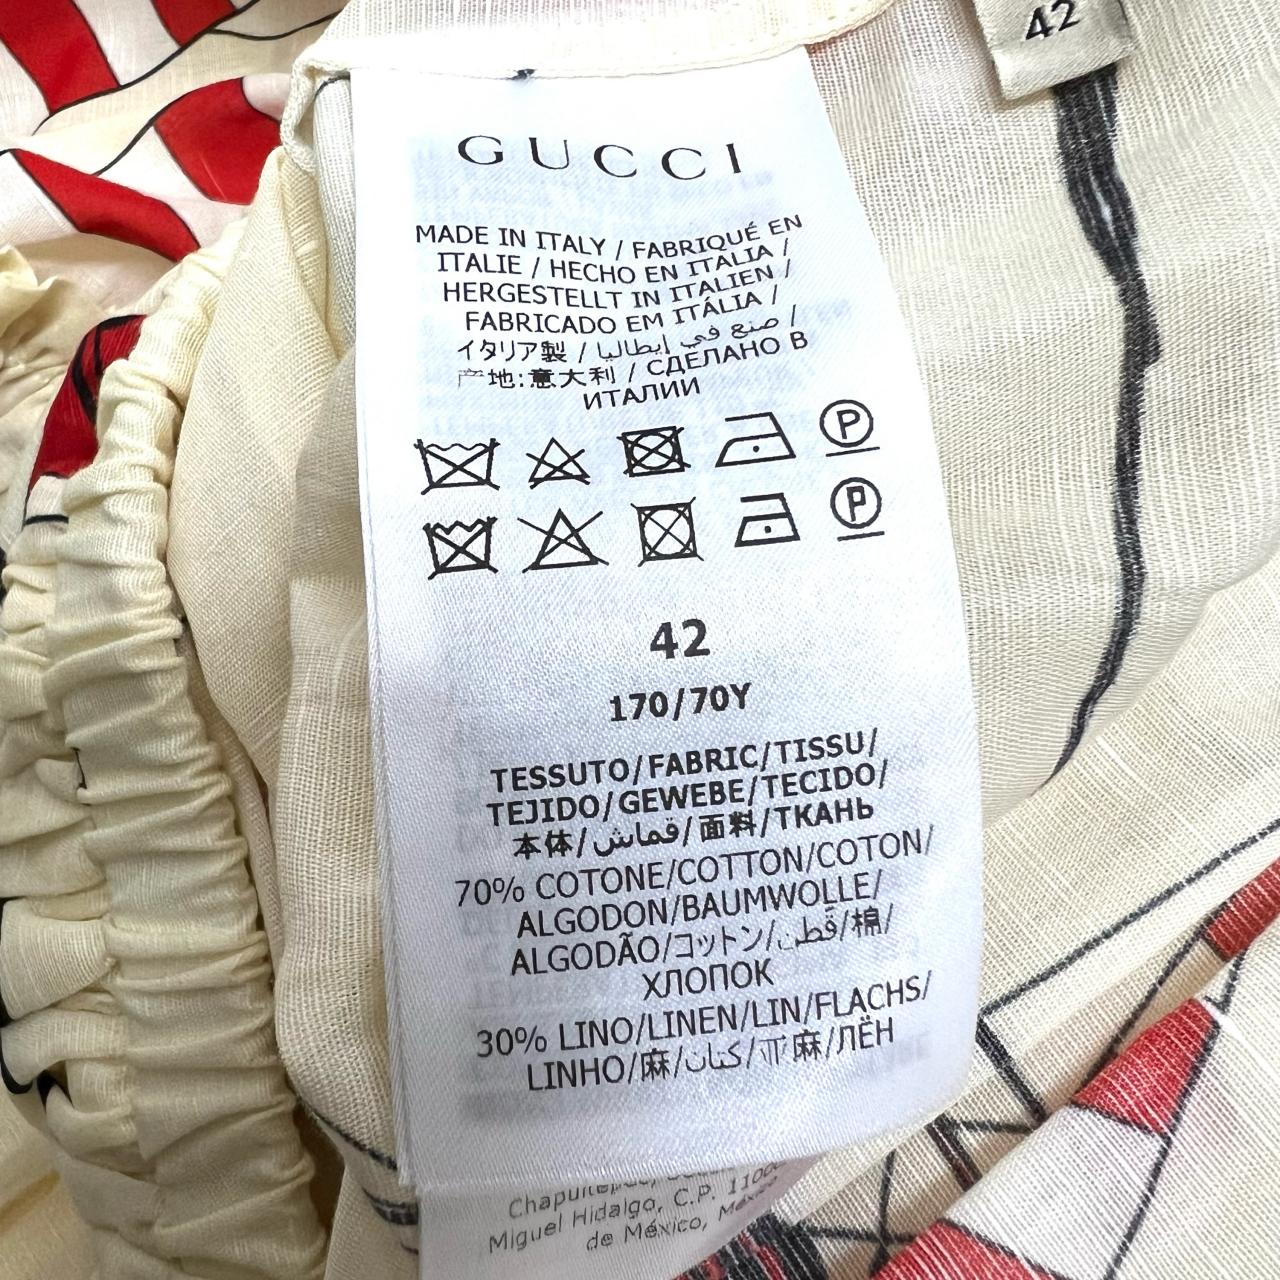 42
GUCCI
MADE IN ITALY / FABRIQUÉ EN
ITALIE / HECHO EN ITALIA /
HERGESTELLT IN ITALIEN /
FABRICADO EM ITÁLIA /
イタリア製 / صنع في إيطاليا /
产地:意大利 / СДЕЛАНО В
ИТАЛИИ
P
P
42
170/70Y
TESSUTO/FABRIC/TISSU/
TEJIDO/GEWEBE/TECIDO/
本体/قماش/面料/ТКАНЬ
70% COTONE/COTTON/COTON/
ALGODON/BAUMWOLLE/
ALGODÃO/コットン/قطن/棉/
ХЛОПОК
30% LINO/LINEN/LIN/FLACHS/
LINHO/麻/كتان/亚麻/ЛЁН
Chapultepec,
Miguel Hidalgo, C.P. 11000
de México, México